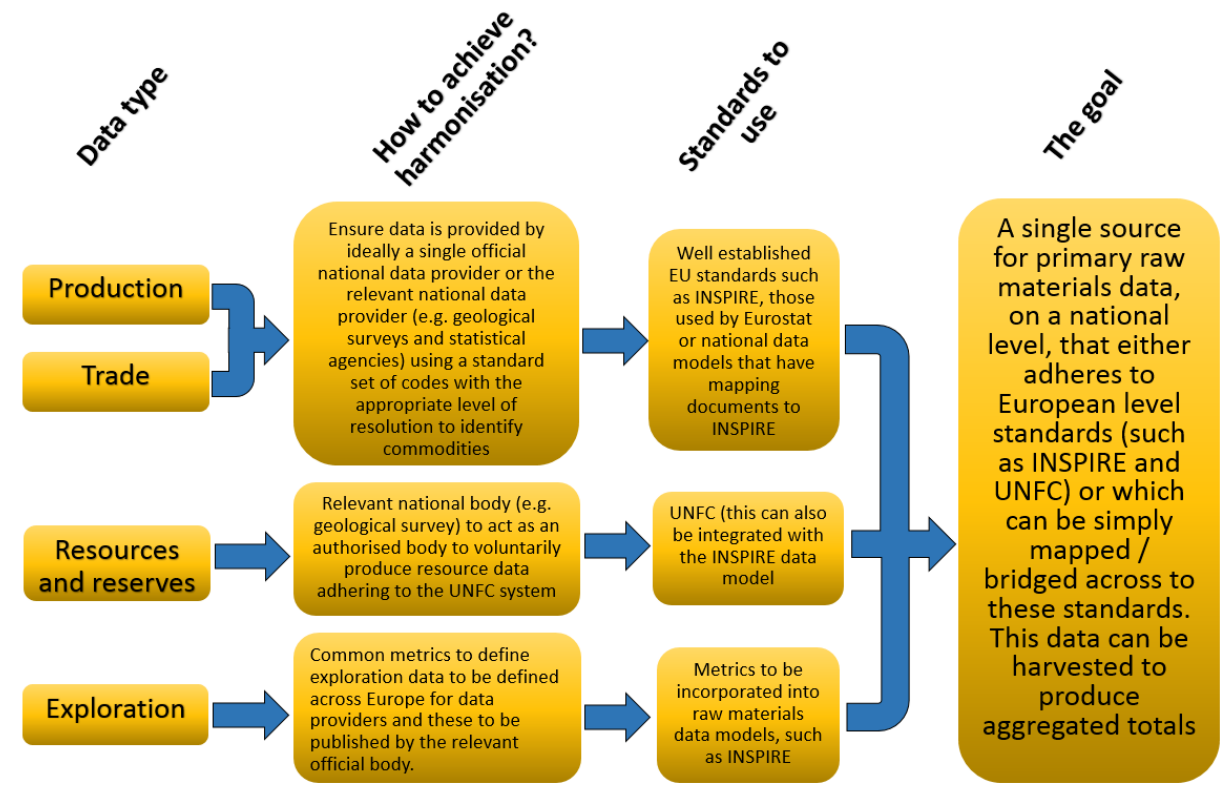 Data type
How to achieve
harmonisation?
Standards to
use
The goal
Production
Trade
Ensure data is provided by
ideally a single official
national data provider or the
relevant national data
provider (e.g. geological
surveys and statistical
agencies) using a standard
set of codes with the
appropriate level of
resolution to identify
commodities
Well established
EU standards such
as INSPIRE, those
used by Eurostat
or national data
models that have
mapping
documents to
INSPIRE
Resources
and reserves
Relevant national body (e.g.
geological survey) to act as an
authorised body to voluntarily
produce resource data
adhering to the UNFC system
UNFC (this can also
be integrated with
the INSPIRE data
model
Exploration
Common metrics to define
exploration data to be defined
across Europe for data
providers and these to be
published by the relevant
official body.
Metrics to be
incorporated into
raw materials
data models, such
as INSPIRE
A single source
for primary raw
materials data,
on a national
level, that either
adheres to
European level
standards (such
as INSPIRE and
UNFC) or which
can be simply
mapped /
bridged across to
these standards.
This data can be
harvested to
produce
aggregated totals